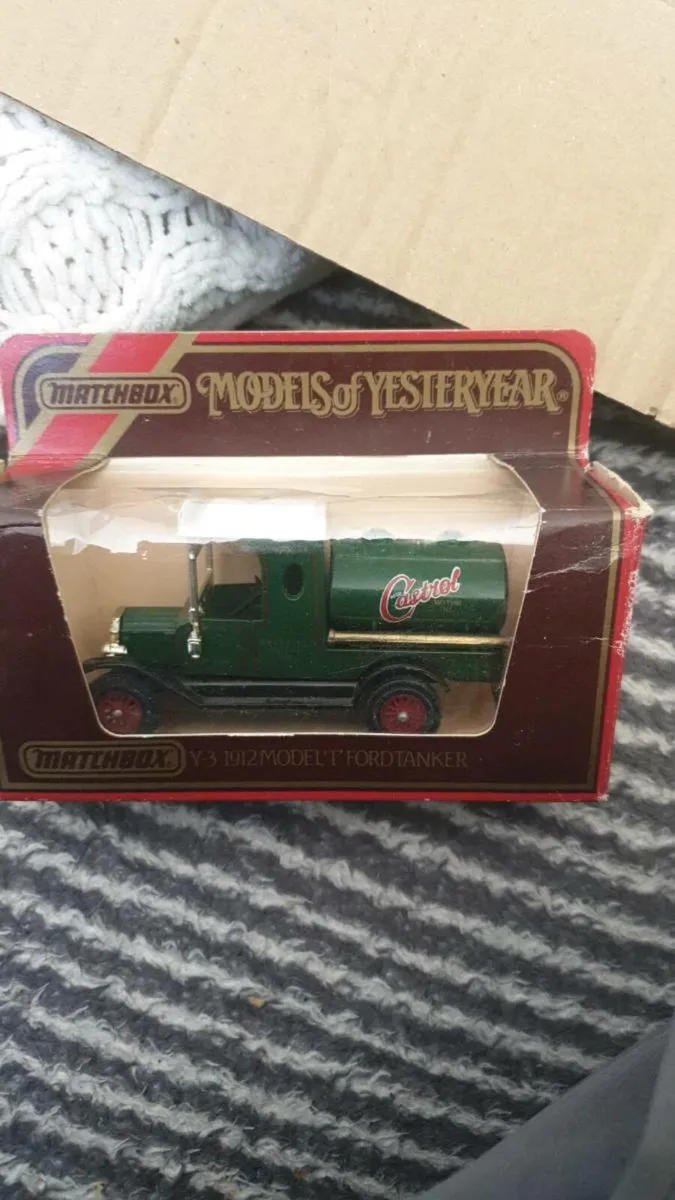 MATCHBOX
MODELS of YESTERYEAR®
Castrol
MATCHBOX
Y-3 1912 MODEL 'T' FORD TANKER